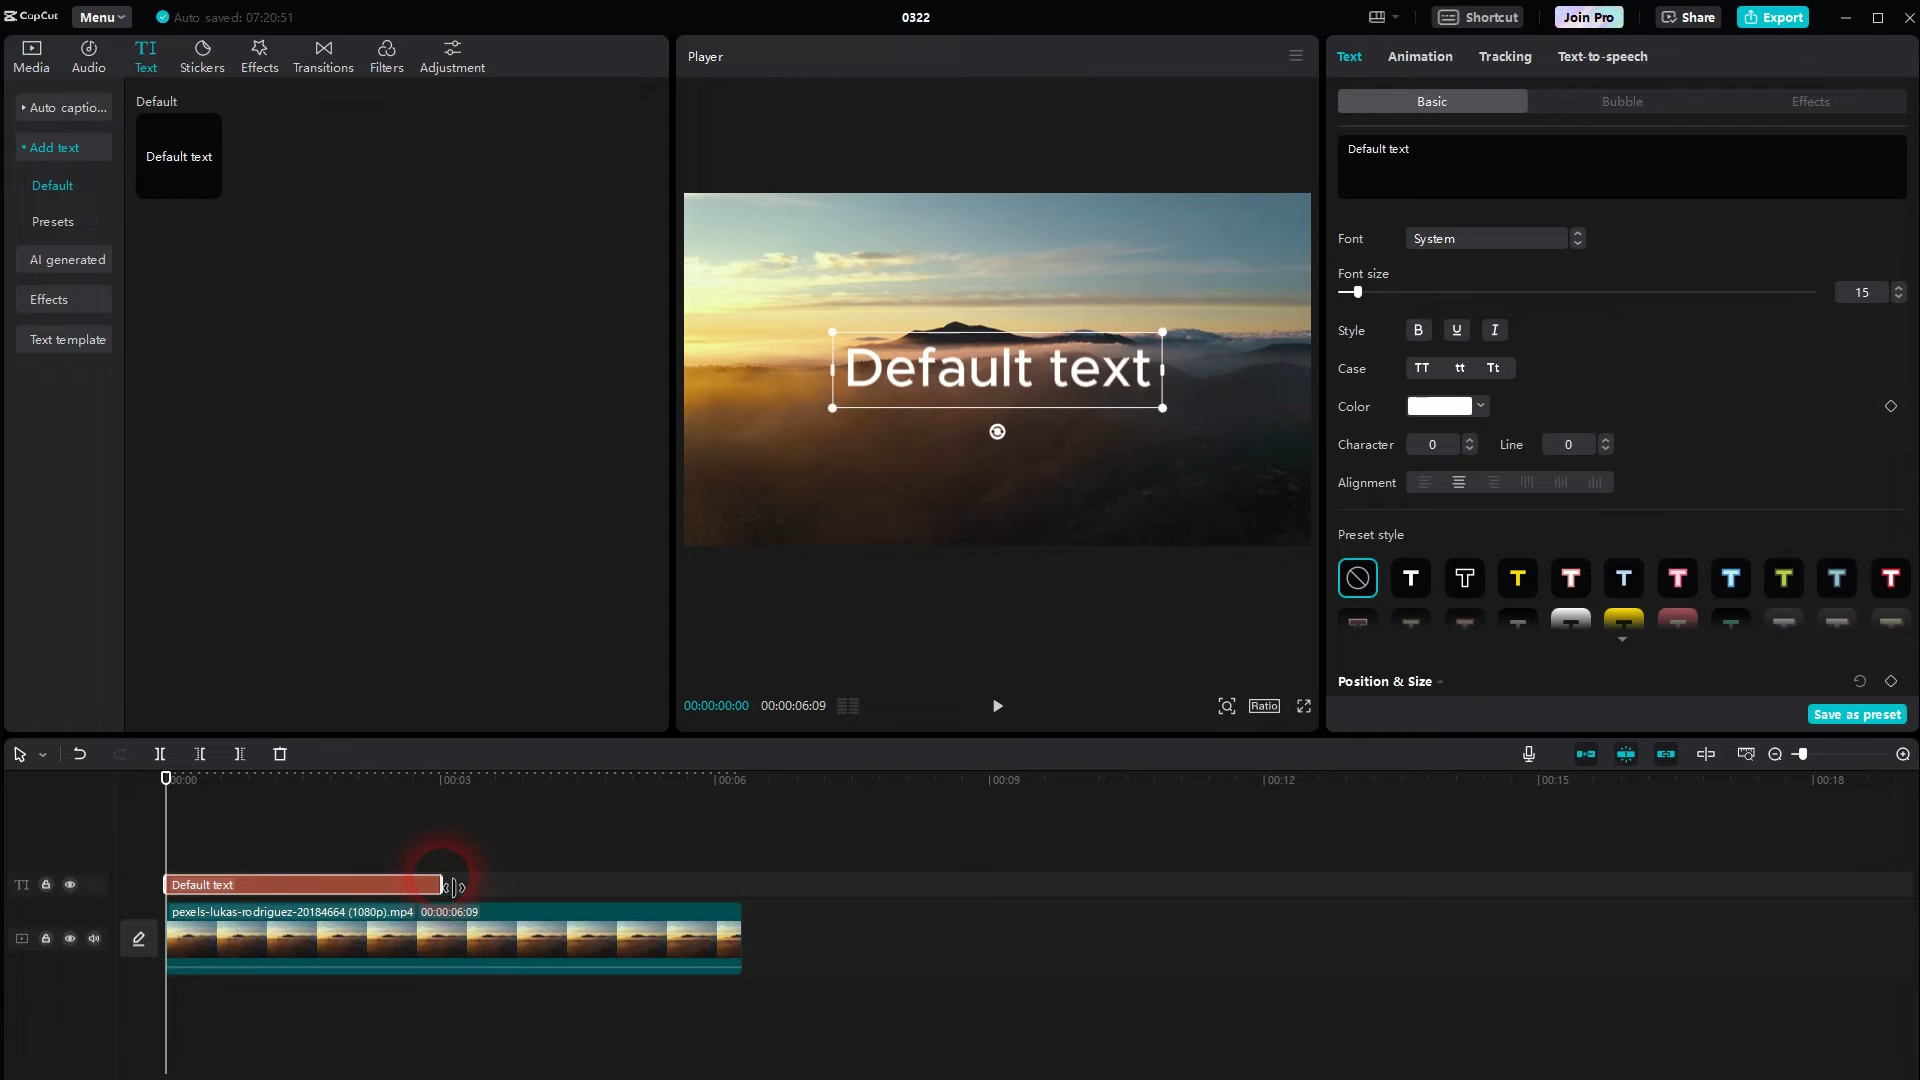 CapCut Menu Auto saved: 07:20:51 0322 Shortcut Join Pro Share Export
Media Audio Text Stickers Effects Transitions Filters Adjustment
TI
Auto captio...
Add text
Default
Presets
AI generated
Effects
Text template
Default
Default text
Player
Default text
00:00:00:00 00:00:06:09 Ratio
Text Animation Tracking Text-to-speech
Basic Bubble Effects
Default text
Font System
Font size
15
Style B U I
Case TT tt Tt
Color
Character 0 Line 0
Alignment
Preset style
T T T T T T T T T T
Position & Size
Save as preset
00:00 00:03 00:06 00:09 00:12 00:15 00:18
TI Default text
pexels-lukas-rodriguez-20184664 (1080p).mp4 00:00:06:09